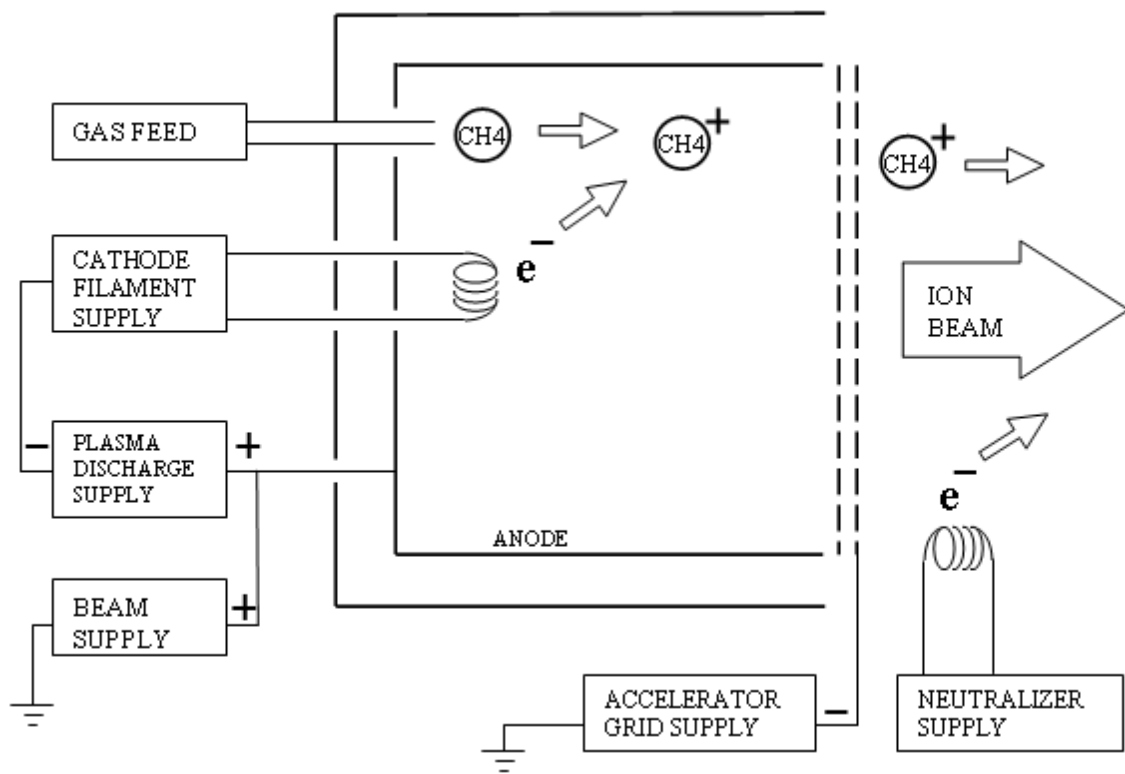 GAS FEED
CH4
CH4+
CH4+
CATHODE
FILAMENT
SUPPLY
e−
ION
BEAM
− PLASMA +
DISCHARGE
SUPPLY
e−
ANODE
BEAM +
SUPPLY
ACCELERATOR
GRID SUPPLY −
NEUTRALIZER
SUPPLY